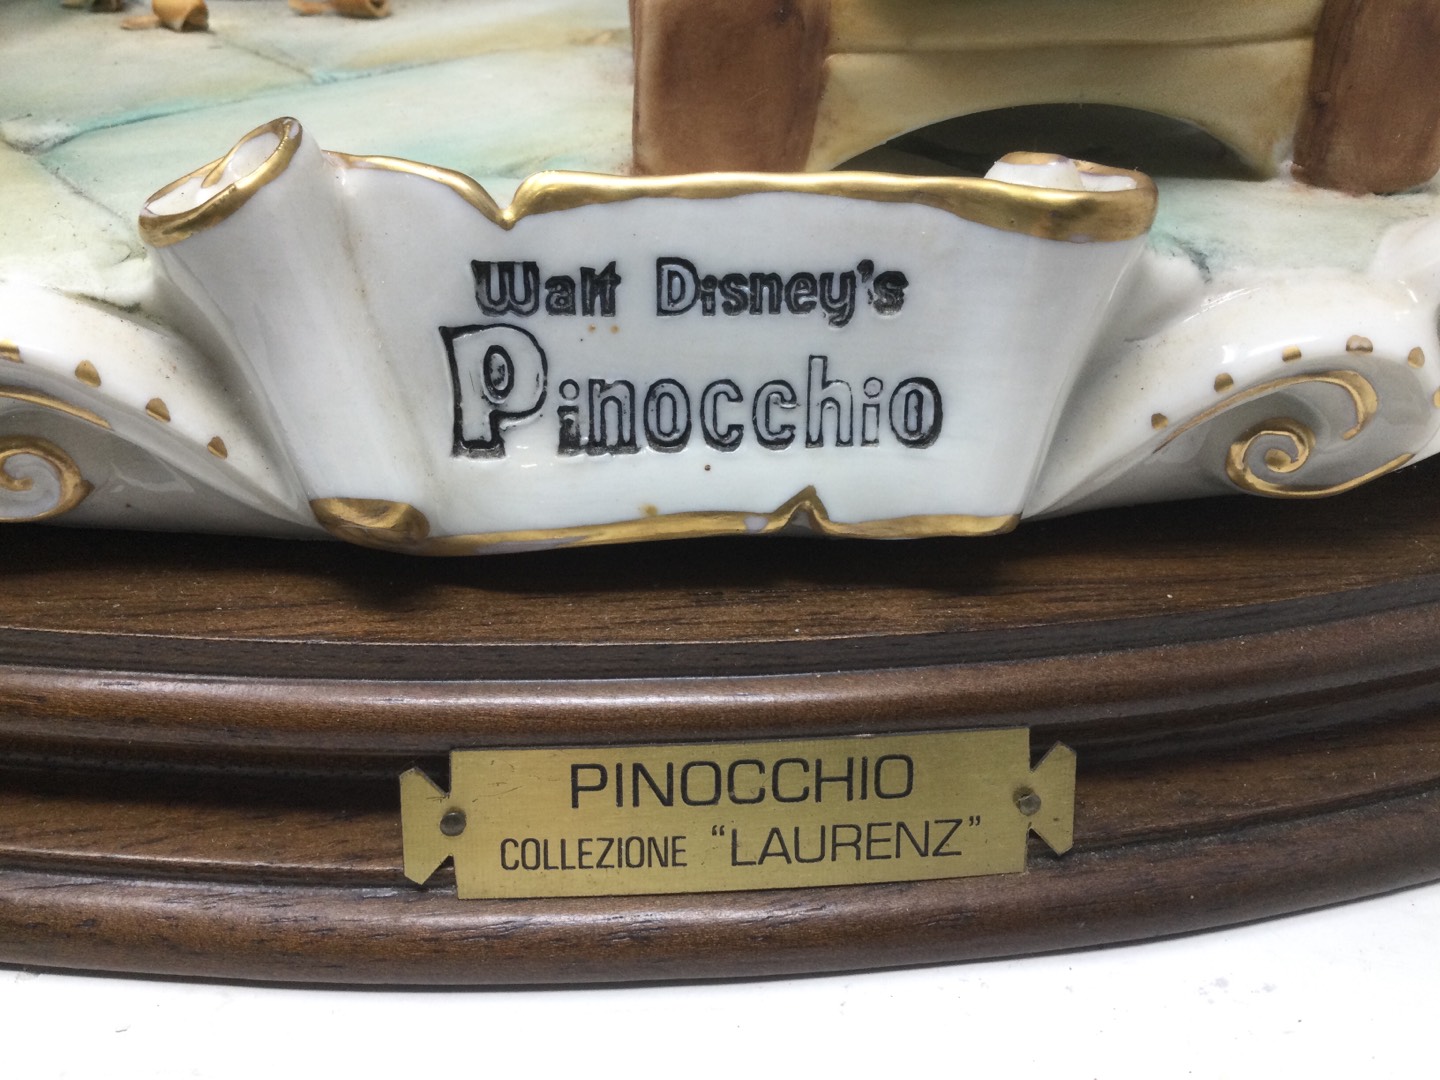 Walt Disney's
Pinocchio
PINOCCHIO
COLLEZIONE “LAURENZ”